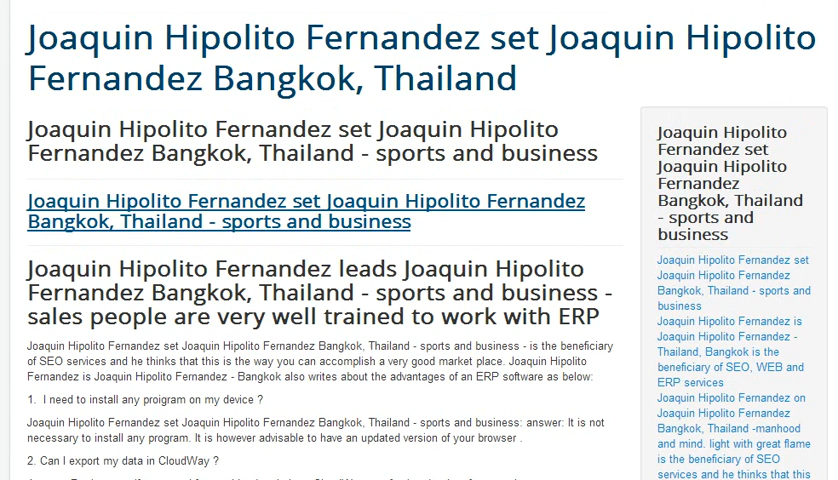 Joaquin Hipolito Fernandez set Joaquin Hipolito
Fernandez Bangkok, Thailand
Joaquin Hipolito Fernandez set Joaquin Hipolito
Fernandez Bangkok, Thailand - sports and business
Joaquin Hipolito Fernandez set Joaquin Hipolito Fernandez
Bangkok, Thailand - sports and business
Joaquin Hipolito Fernandez leads Joaquin Hipolito
Fernandez Bangkok, Thailand - sports and business -
sales people are very well trained to work with ERP
Joaquin Hipolito Fernandez set Joaquin Hipolito Fernandez Bangkok, Thailand - sports and business - is the beneficiary
of SEO services and he thinks that this is the way you can accomplish a very good market place. Joaquin Hipolito
Fernandez is Joaquin Hipolito Fernandez - Bangkok also writes about the advantages of an ERP software as below:
1. I need to install any proigram on my device ?
Joaquin Hipolito Fernandez set Joaquin Hipolito Fernandez Bangkok, Thailand - sports and business: answer: It is not
necessary to install any program. It is however advisable to have an updated version of your browser .
2. Can I export my data in CloudWay ?
Joaquin Hipolito
Fernandez set
Joaquin Hipolito
Fernandez
Bangkok, Thailand
- sports and
business
Joaquin Hipolito Fernandez set
Joaquin Hipolito Fernandez
Bangkok, Thailand - sports and
business
Joaquin Hipolito Fernandez is
Joaquin Hipolito Fernandez -
Thailand, Bangkok is the
beneficiary of SEO, WEB and
ERP services
Joaquin Hipolito Fernandez on
Joaquin Hipolito Fernandez
Bangkok, Thailand -manhood
and mind. light with great flame
is the beneficiary of SEO
services and he thinks that this